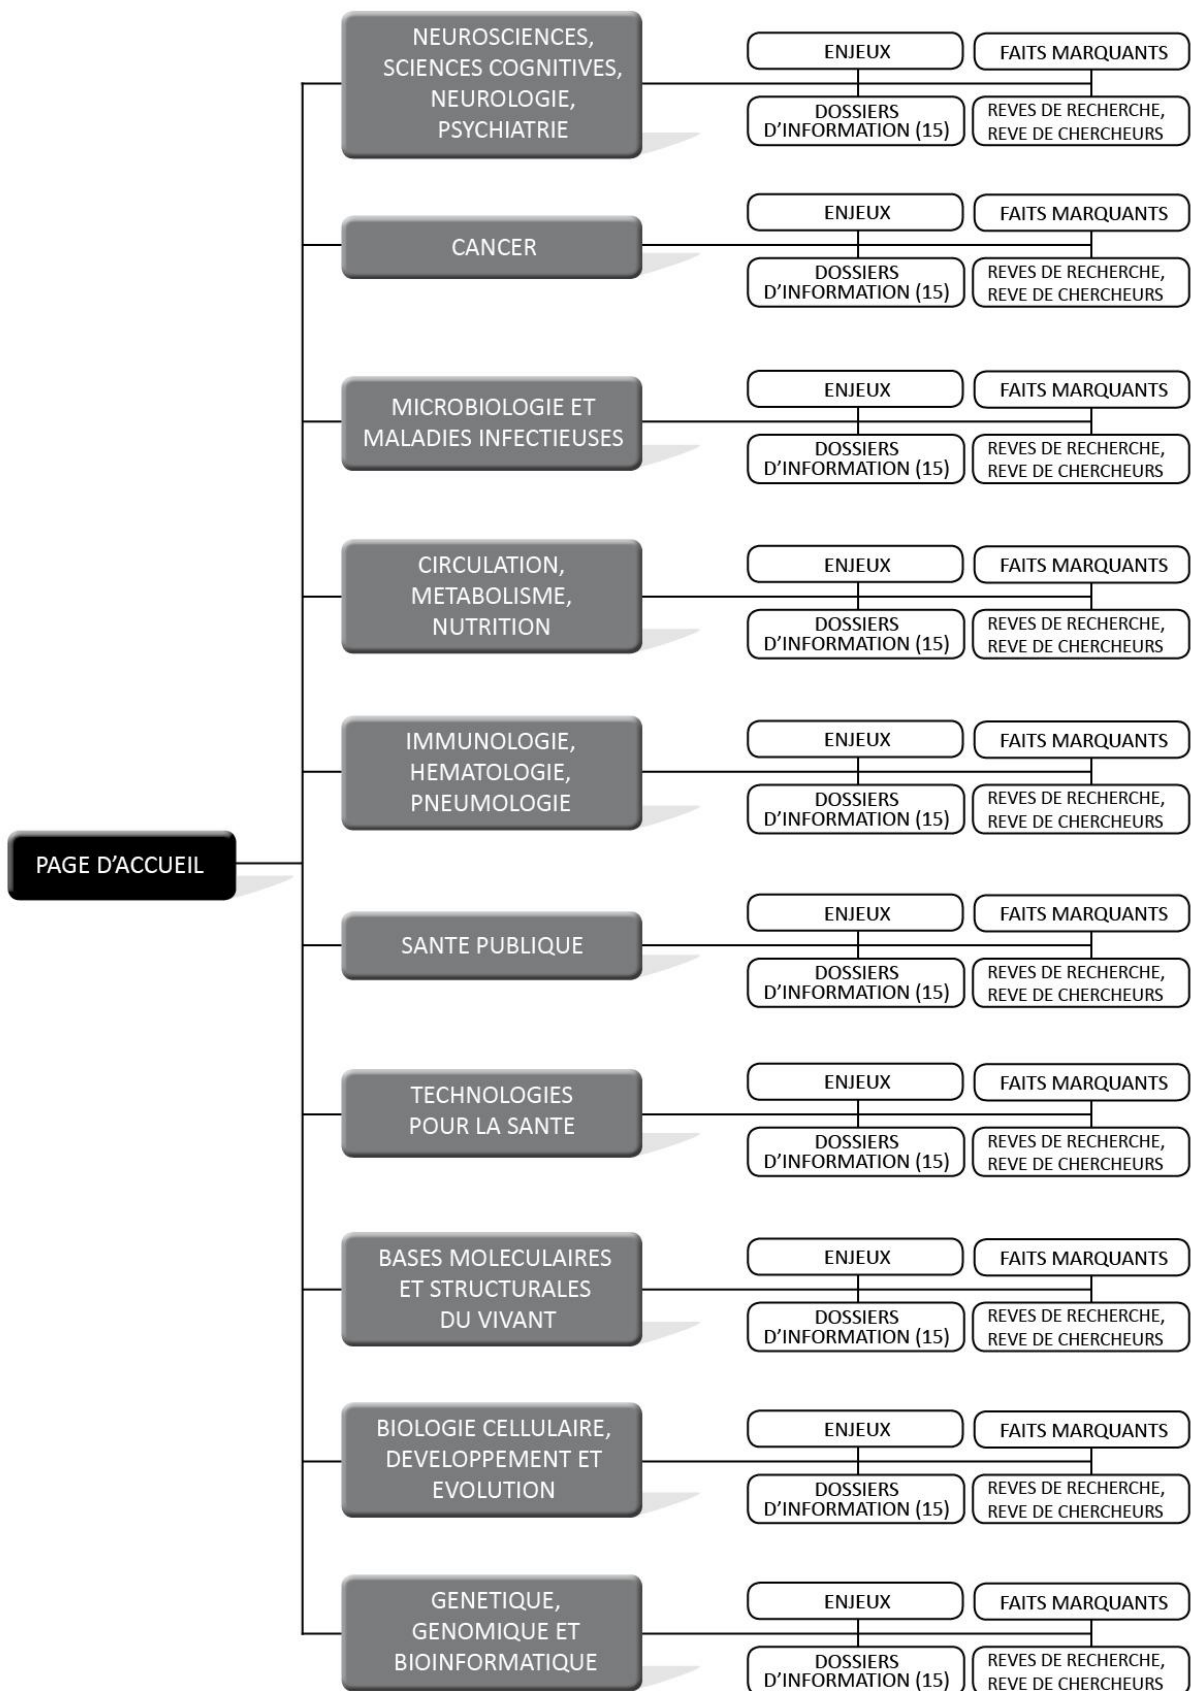 NEUROSCIENCES,
SCIENCES COGNITIVES,
NEUROLOGIE,
PSYCHIATRIE
ENJEUX
FAITS MARQUANTS
DOSSIERS
D'INFORMATION (15)
REVES DE RECHERCHE,
REVE DE CHERCHEURS
CANCER
ENJEUX
FAITS MARQUANTS
DOSSIERS
D'INFORMATION (15)
REVES DE RECHERCHE,
REVE DE CHERCHEURS
MICROBIOLOGIE ET
MALADIES INFECTIEUSES
ENJEUX
FAITS MARQUANTS
DOSSIERS
D'INFORMATION (15)
REVES DE RECHERCHE,
REVE DE CHERCHEURS
CIRCULATION,
METABOLISME,
NUTRITION
ENJEUX
FAITS MARQUANTS
DOSSIERS
D'INFORMATION (15)
REVES DE RECHERCHE,
REVE DE CHERCHEURS
IMMUNOLOGIE,
HEMATOLOGIE,
PNEUMOLOGIE
ENJEUX
FAITS MARQUANTS
DOSSIERS
D'INFORMATION (15)
REVES DE RECHERCHE,
REVE DE CHERCHEURS
PAGE D'ACCUEIL
SANTE PUBLIQUE
ENJEUX
FAITS MARQUANTS
DOSSIERS
D'INFORMATION (15)
REVES DE RECHERCHE,
REVE DE CHERCHEURS
TECHNOLOGIES
POUR LA SANTE
ENJEUX
FAITS MARQUANTS
DOSSIERS
D'INFORMATION (15)
REVES DE RECHERCHE,
REVE DE CHERCHEURS
BASES MOLECULAIRES
ET STRUCTURALES
DU VIVANT
ENJEUX
FAITS MARQUANTS
DOSSIERS
D'INFORMATION (15)
REVES DE RECHERCHE,
REVE DE CHERCHEURS
BIOLOGIE CELLULAIRE,
DEVELOPPEMENT ET
EVOLUTION
ENJEUX
FAITS MARQUANTS
DOSSIERS
D'INFORMATION (15)
REVES DE RECHERCHE,
REVE DE CHERCHEURS
GENETIQUE,
GENOMIQUE ET
BIOINFORMATIQUE
ENJEUX
FAITS MARQUANTS
DOSSIERS
D'INFORMATION (15)
REVES DE RECHERCHE,
REVE DE CHERCHEURS